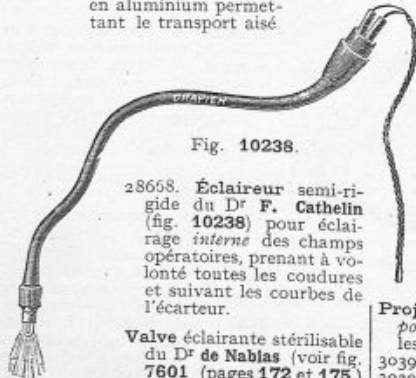 en aluminium permet-
tant le transport aisé
DRAPIER
Fig. 10238.
28658. Éclaireur semi-ri-
gide du Dr F. Cathelin
(fig. 10238) pour éclai-
rage interne des champs
opératoires, prenant à vo-
lonté toutes les coudures
et suivant les courbes de
l'écarteur.
Valve éclairante stérilisable
du Dr de Nabias (voir fig.
7601 (pages 172 et 175.)
Proj
po
les
3039